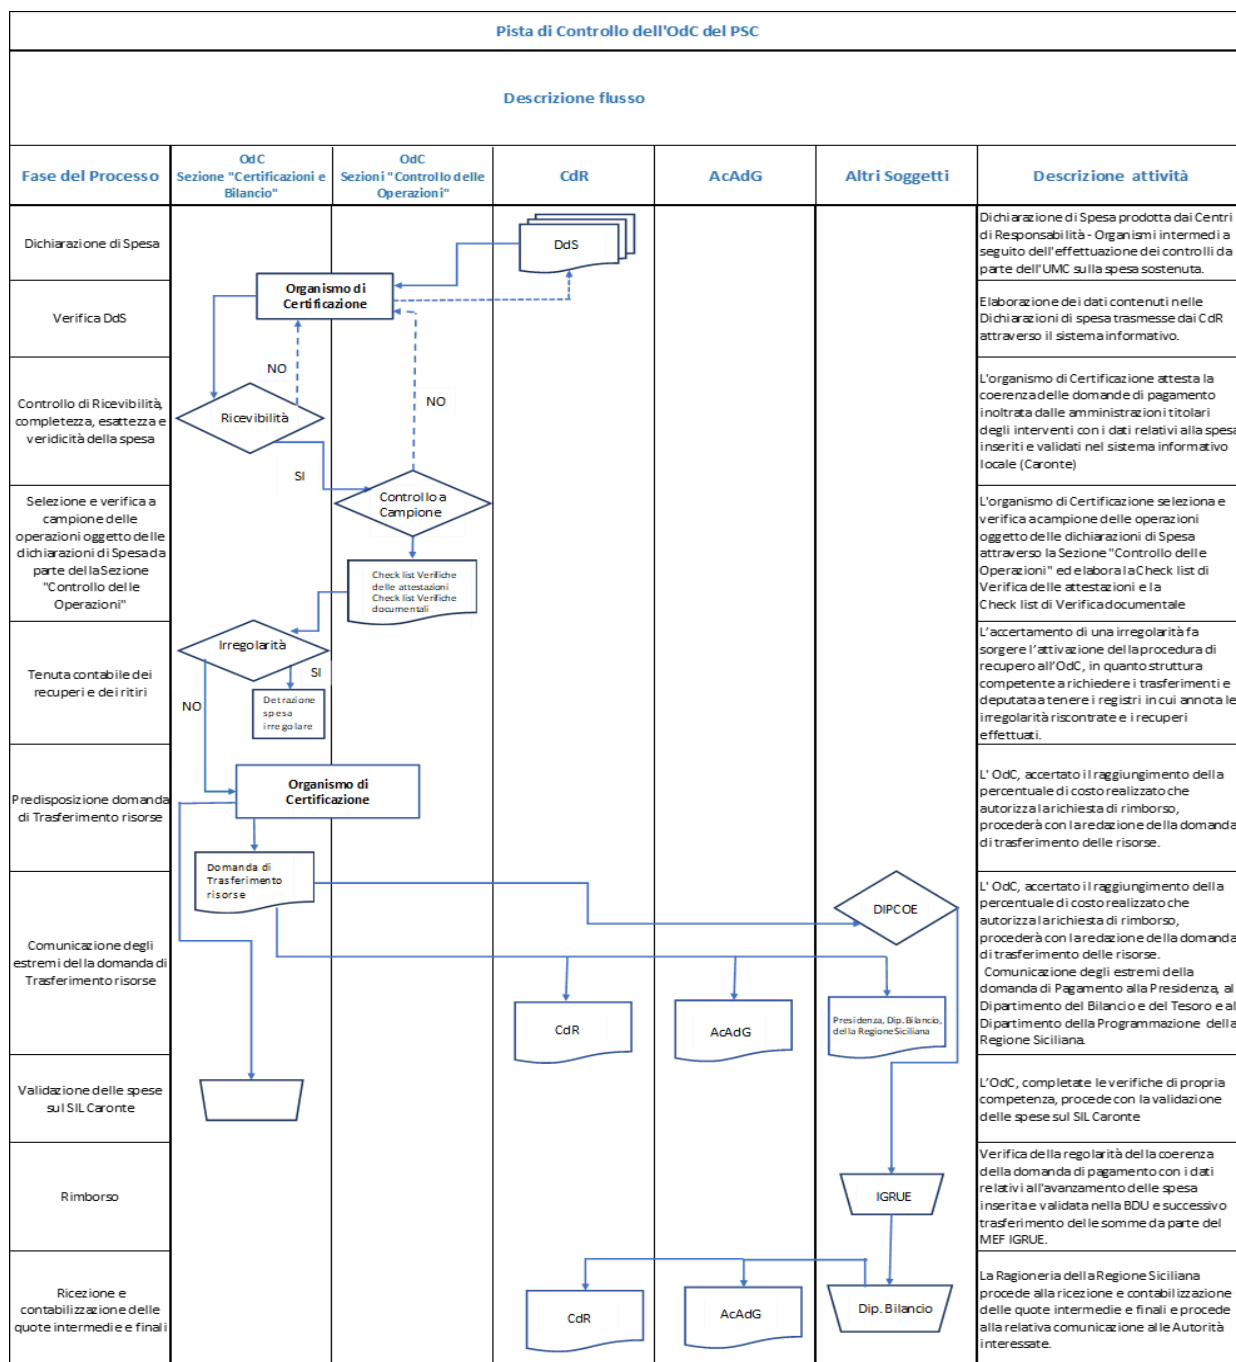 Pista di Controllo dell'OdC del PSC
Descrizione flusso
Fase del Processo
OdC
Sezione "Certificazioni e
Bilancio"
OdC
Sezioni "Controllo delle
Operazioni"
CdR
AcAdG
Altri Soggetti
Descrizione attività
Dichiarazione di Spesa
DdS
Dichiarazione di Spesa prodotta dai Centri
di Responsabilità - Organismi intermedi a
seguito dell'effettuazione dei controlli da
parte dell'UMC sulla spesa sostenuta.
Organismo di
Certificazione
Verifica DdS
Elaborazione dei dati contenuti nelle
Dichiarazioni di spesa trasmesse dai CdR
attraverso il sistema informativo.
NO
NO
Controllo di Ricevibilità,
completezza, esattezza e
veridicità della spesa
Ricevibilità
SI
L'organismo di Certificazione attesta la
coerenza delle domande di pagamento
inoltrata dalle amministrazioni titolari
degli interventi con i dati relativi alla spesa
inseriti e validati nel sistema informativo
locale (Caronte)
Selezione e verifica a
campione delle
operazioni oggetto delle
dichiarazioni di Spesa da
parte della Sezione
"Controllo delle
Operazioni"
Controllo a
Campione
Check list Verifiche
delle attestazioni
Check list Verifiche
documentali
L'organismo di Certificazione seleziona e
verifica a campione delle operazioni
oggetto delle dichiarazioni di Spesa
attraverso la Sezione "Controllo delle
Operazioni" ed elabora la Check list di
Verifica delle attestazioni e la
Check list di Verifica documentale
Tenuta contabile dei
recuperi e dei ritiri
Irregolarità
SI
NO
Detrazione
spesa
irregolare
L'accertamento di una irregolarità fa
sorgere l'attivazione della procedura di
recupero all'OdC, in quanto struttura
competente a richiedere i trasferimenti e
deputata a tenere i registri in cui annota le
irregolarità riscontrate e i recuperi
effettuati.
Predisposizione domanda
di Trasferimento risorse
Organismo di
Certificazione
L' OdC, accertato il raggiungimento della
percentuale di costo realizzato che
autorizza la richiesta di rimborso,
procederà con la redazione della domanda
di trasferimento delle risorse.
Domanda di
Trasferimento
risorse
Comunicazione degli
estremi della domanda di
Trasferimento risorse
DIPCOE
CdR
AcAdG
Presidenza, Dip. Bilancio,
della Regione Siciliana
L' OdC, accertato il raggiungimento della
percentuale di costo realizzato che
autorizza la richiesta di rimborso,
procederà con la redazione della domanda
di trasferimento delle risorse.
Comunicazione degli estremi della
domanda di Pagamento alla Presidenza, al
Dipartimento del Bilancio e del Tesoro e al
Dipartimento della Programmazione della
Regione Siciliana.
Validazione delle spese
sul SIL Caronte
L'OdC, completate le verifiche di propria
competenza, procede con la validazione
delle spese sul SIL Caronte
Rimborso
IGRUE
Verifica della regolarità della coerenza
della domanda di pagamento con i dati
relativi all'avanzamento delle spesa
inserita e validata nella BDU e successivo
trasferimento delle somme da parte del
MEF IGRUE.
Ricezione e
contabilizzazione delle
quote intermedie e finali
CdR
AcAdG
Dip. Bilancio
La Ragioneria della Regione Siciliana
procede alla ricezione e contabilizzazione
delle quote intermedie e finali e procede
alla relativa comunicazione alle Autorità
interessate.